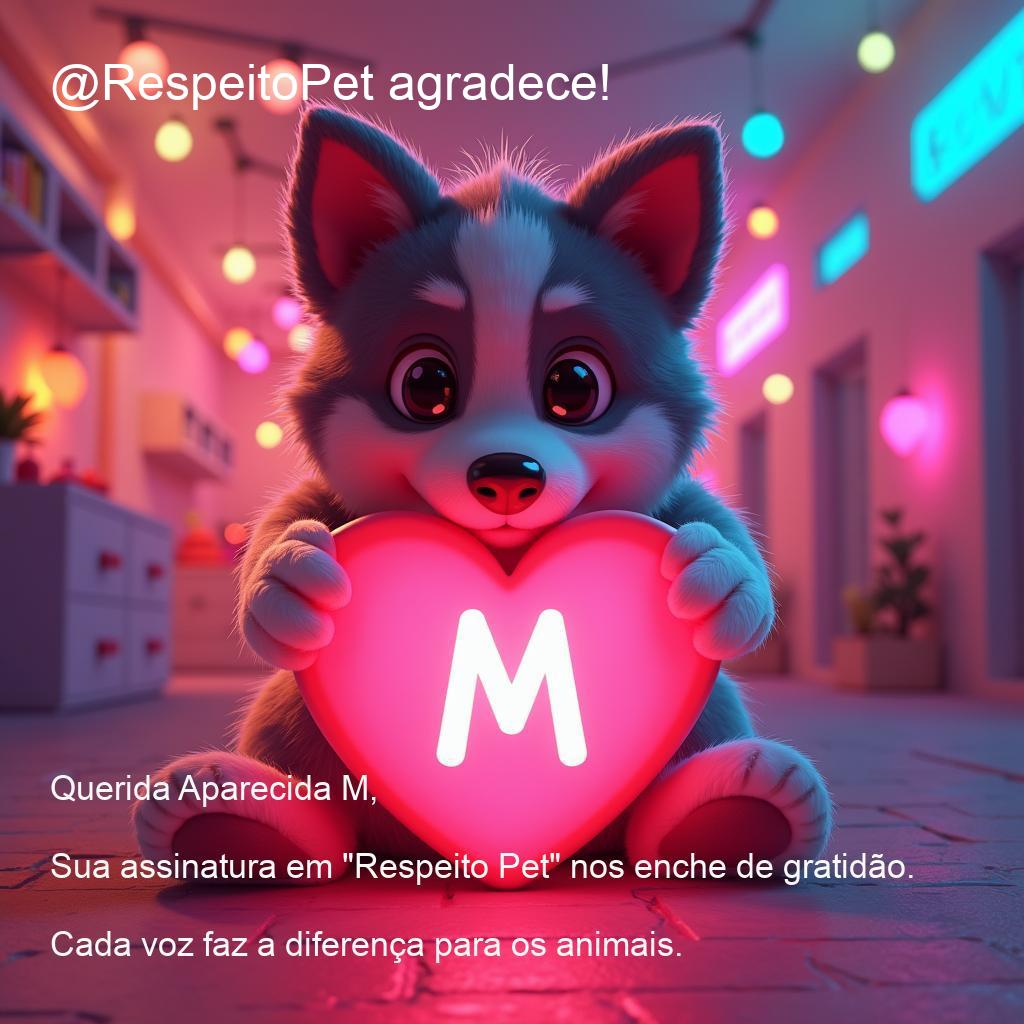 @RespeitoPet agradece!
M
Querida Aparecida M,
Sua assinatura em "Respeito Pet" nos enche de gratidão.
Cada voz faz a diferença para os animais.